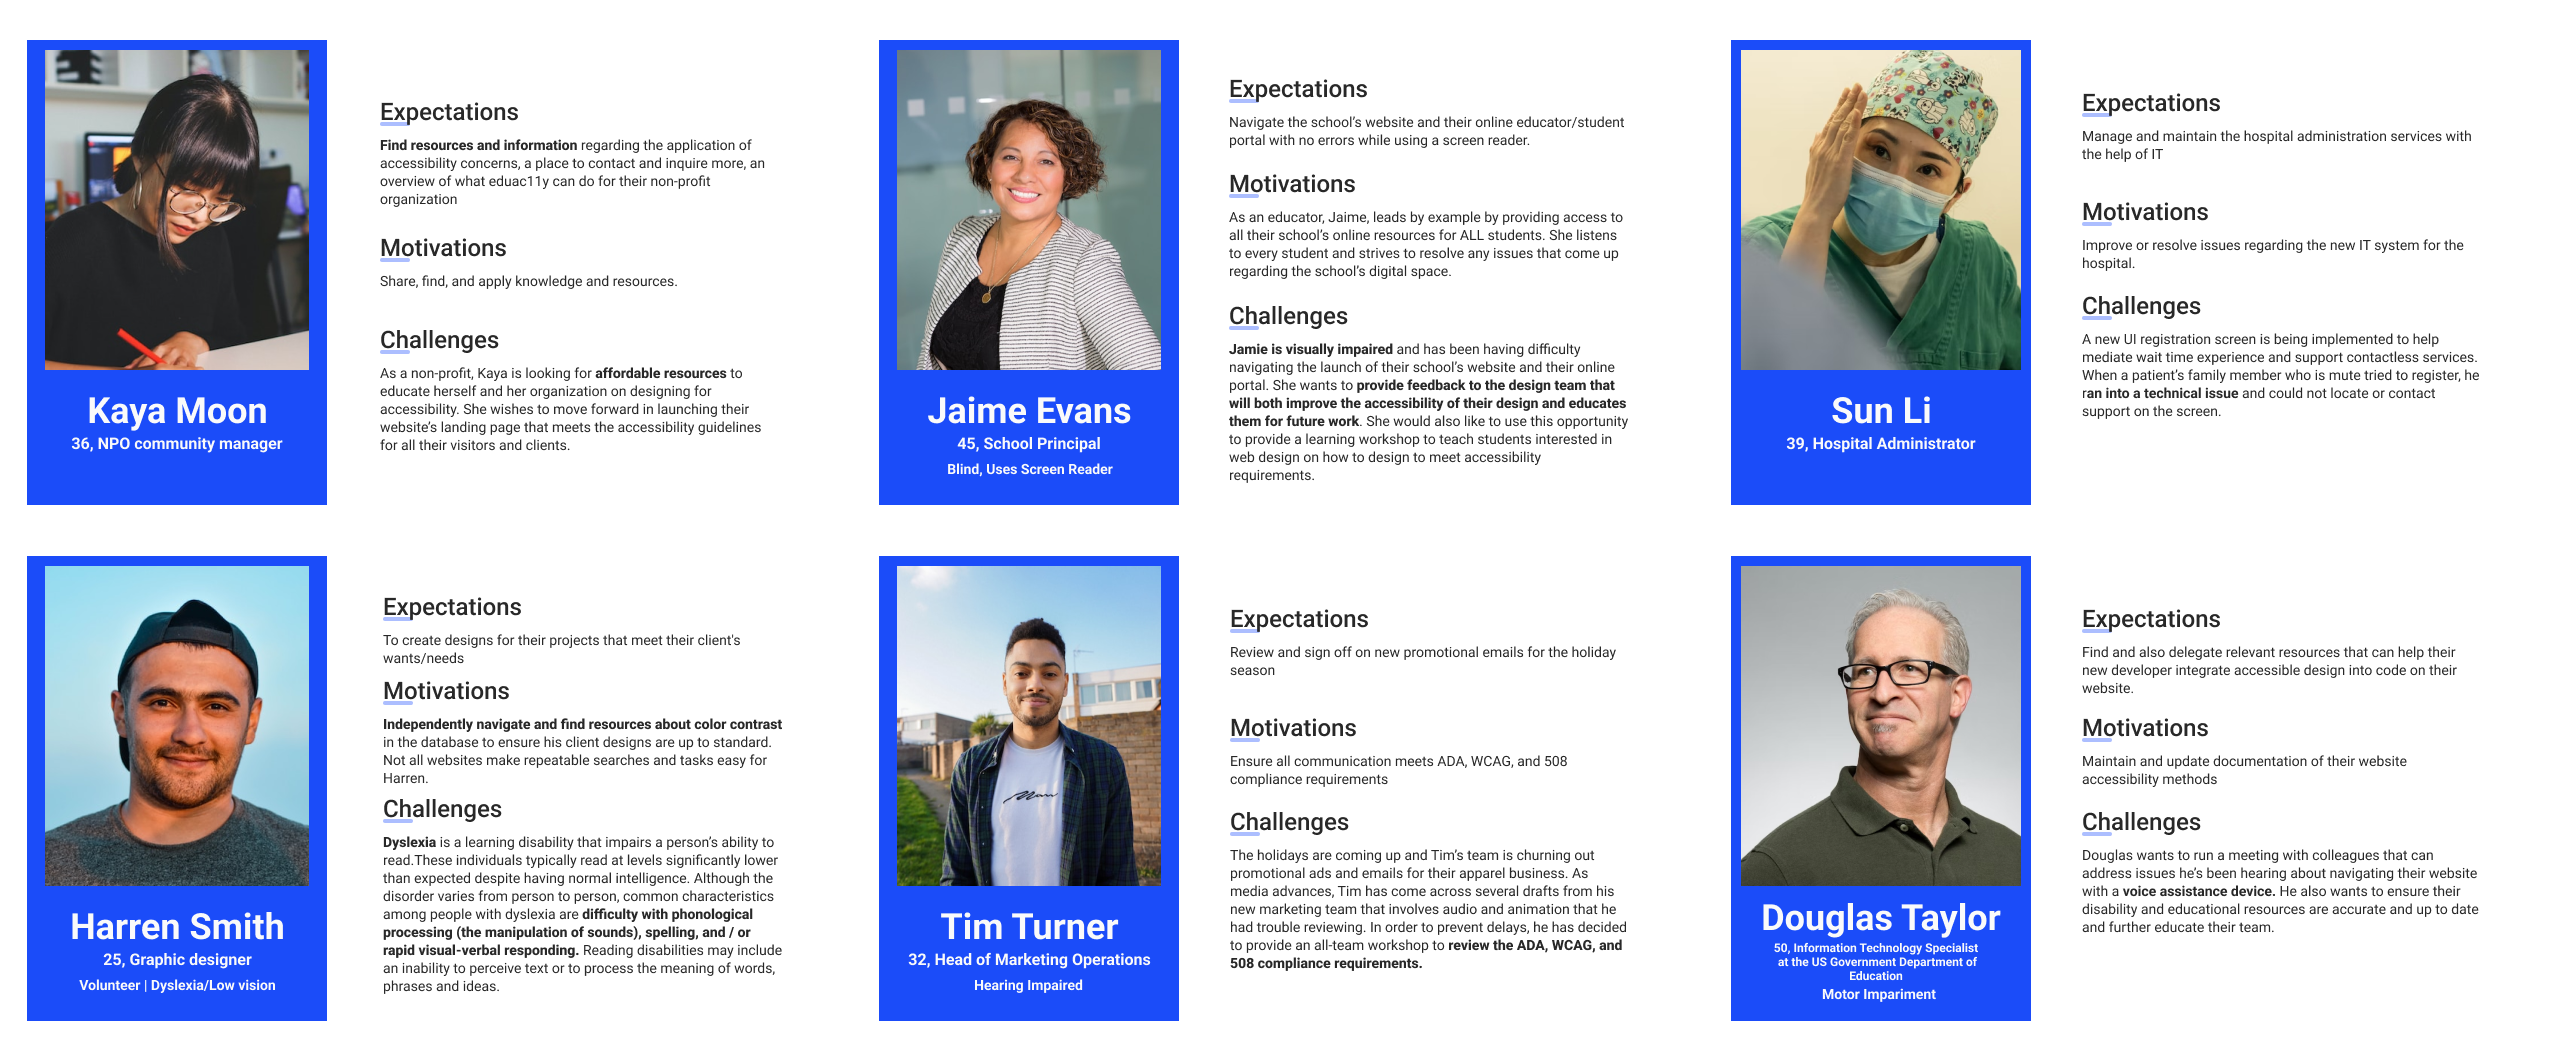 Kaya Moon
36, NPO community manager
Expectations
Find resources and information regarding the application of
accessibility concerns, a place to contact and inquire more, an
overview of what eduac11y can do for their non-profit
organization
Motivations
Share, find, and apply knowledge and resources.
Challenges
As a non-profit, Kaya is looking for affordable resources to
educate herself and her organization on designing for
accessibility. She wishes to move forward in launching their
website’s landing page that meets the accessibility guidelines
for all their visitors and clients.
Jaime Evans
45, School Principal
Blind, Uses Screen Reader
Expectations
Navigate the school’s website and their online educator/student
portal with no errors while using a screen reader.
Motivations
As an educator, Jaime, leads by example by providing access to
all their school’s online resources for ALL students. She listens
to every student and strives to resolve any issues that come up
regarding the school’s digital space.
Challenges
Jamie is visually impaired and has been having difficulty
navigating the launch of their school’s website and their online
portal. She wants to provide feedback to the design team that
will both improve the accessibility of their design and educates
them for future work. She would also like to use this opportunity
to provide a learning workshop to teach students interested in
web design on how to design to meet accessibility
requirements.
Sun Li
39, Hospital Administrator
Expectations
Manage and maintain the hospital administration services with
the help of IT
Motivations
Improve or resolve issues regarding the new IT system for the
hospital.
Challenges
A new UI registration screen is being implemented to help
mediate wait time experience and support contactless services.
When a patient’s family member who is mute tried to register, he
ran into a technical issue and could not locate or contact
support on the screen.
Harren Smith
25, Graphic designer
Volunteer | Dyslexia/Low vision
Expectations
To create designs for their projects that meet their client's
wants/needs
Motivations
Independently navigate and find resources about color contrast
in the database to ensure his client designs are up to standard.
Not all websites make repeatable searches and tasks easy for
Harren.
Challenges
Dyslexia is a learning disability that impairs a person’s ability to
read.These individuals typically read at levels significantly lower
than expected despite having normal intelligence. Although the
disorder varies from person to person, common characteristics
among people with dyslexia are difficulty with phonological
processing (the manipulation of sounds), spelling, and / or
rapid visual-verbal responding. Reading disabilities may include
an inability to perceive text or to process the meaning of words,
phrases and ideas.
Tim Turner
32, Head of Marketing Operations
Hearing Impaired
Expectations
Review and sign off on new promotional emails for the holiday
season
Motivations
Ensure all communication meets ADA, WCAG, and 508
compliance requirements
Challenges
The holidays are coming up and Tim’s team is churning out
promotional ads and emails for their apparel business. As
media advances, Tim has come across several drafts from his
new marketing team that involves audio and animation that he
had trouble reviewing. In order to prevent delays, he has decided
to provide an all-team workshop to review the ADA, WCAG, and
508 compliance requirements.
Douglas Taylor
50, Information Technology Specialist
at the US Government Department of
Education
Motor Impariment
Expectations
Find and also delegate relevant resources that can help their
new developer integrate accessible design into code on their
website.
Motivations
Maintain and update documentation of their website
accessibility methods
Challenges
Douglas wants to run a meeting with colleagues that can
address issues he’s been hearing about navigating their website
with a voice assistance device. He also wants to ensure their
disability and educational resources are accurate and up to date
and further educate their team.